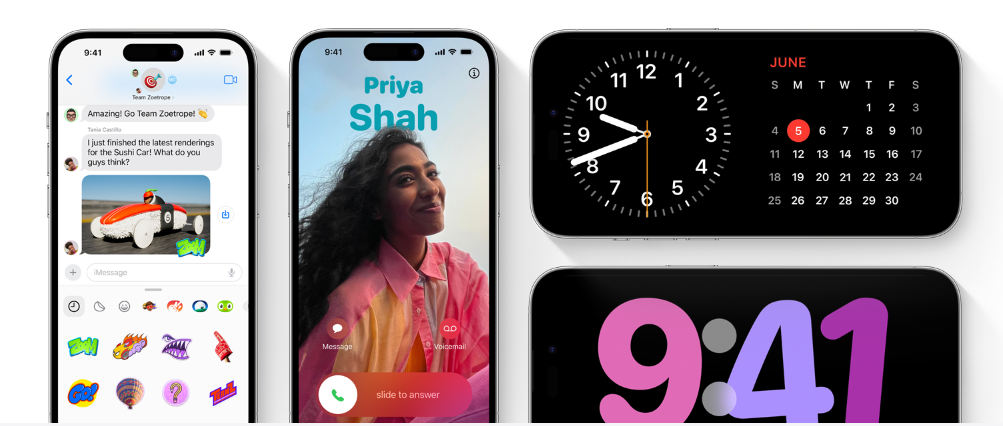 9:41
Team Zoetrope
Amazing! Go Team Zoetrope! 👏
Tania Castillo
I just finished the latest renderings
for the Sushi Car! What do you
guys think?
ZOOM
iMessage
ZOOM
GO!
?
9:41
Priya
Shah
Message
Voicemail
slide to answer
12
1
2
3
4
5
6
7
8
9
10
11
JUNE
S M T W T F S
1 2 3
4 5 6 7 8 9 10
11 12 13 14 15 16 17
18 19 20 21 22 23 24
25 26 27 28 29 30
9:41